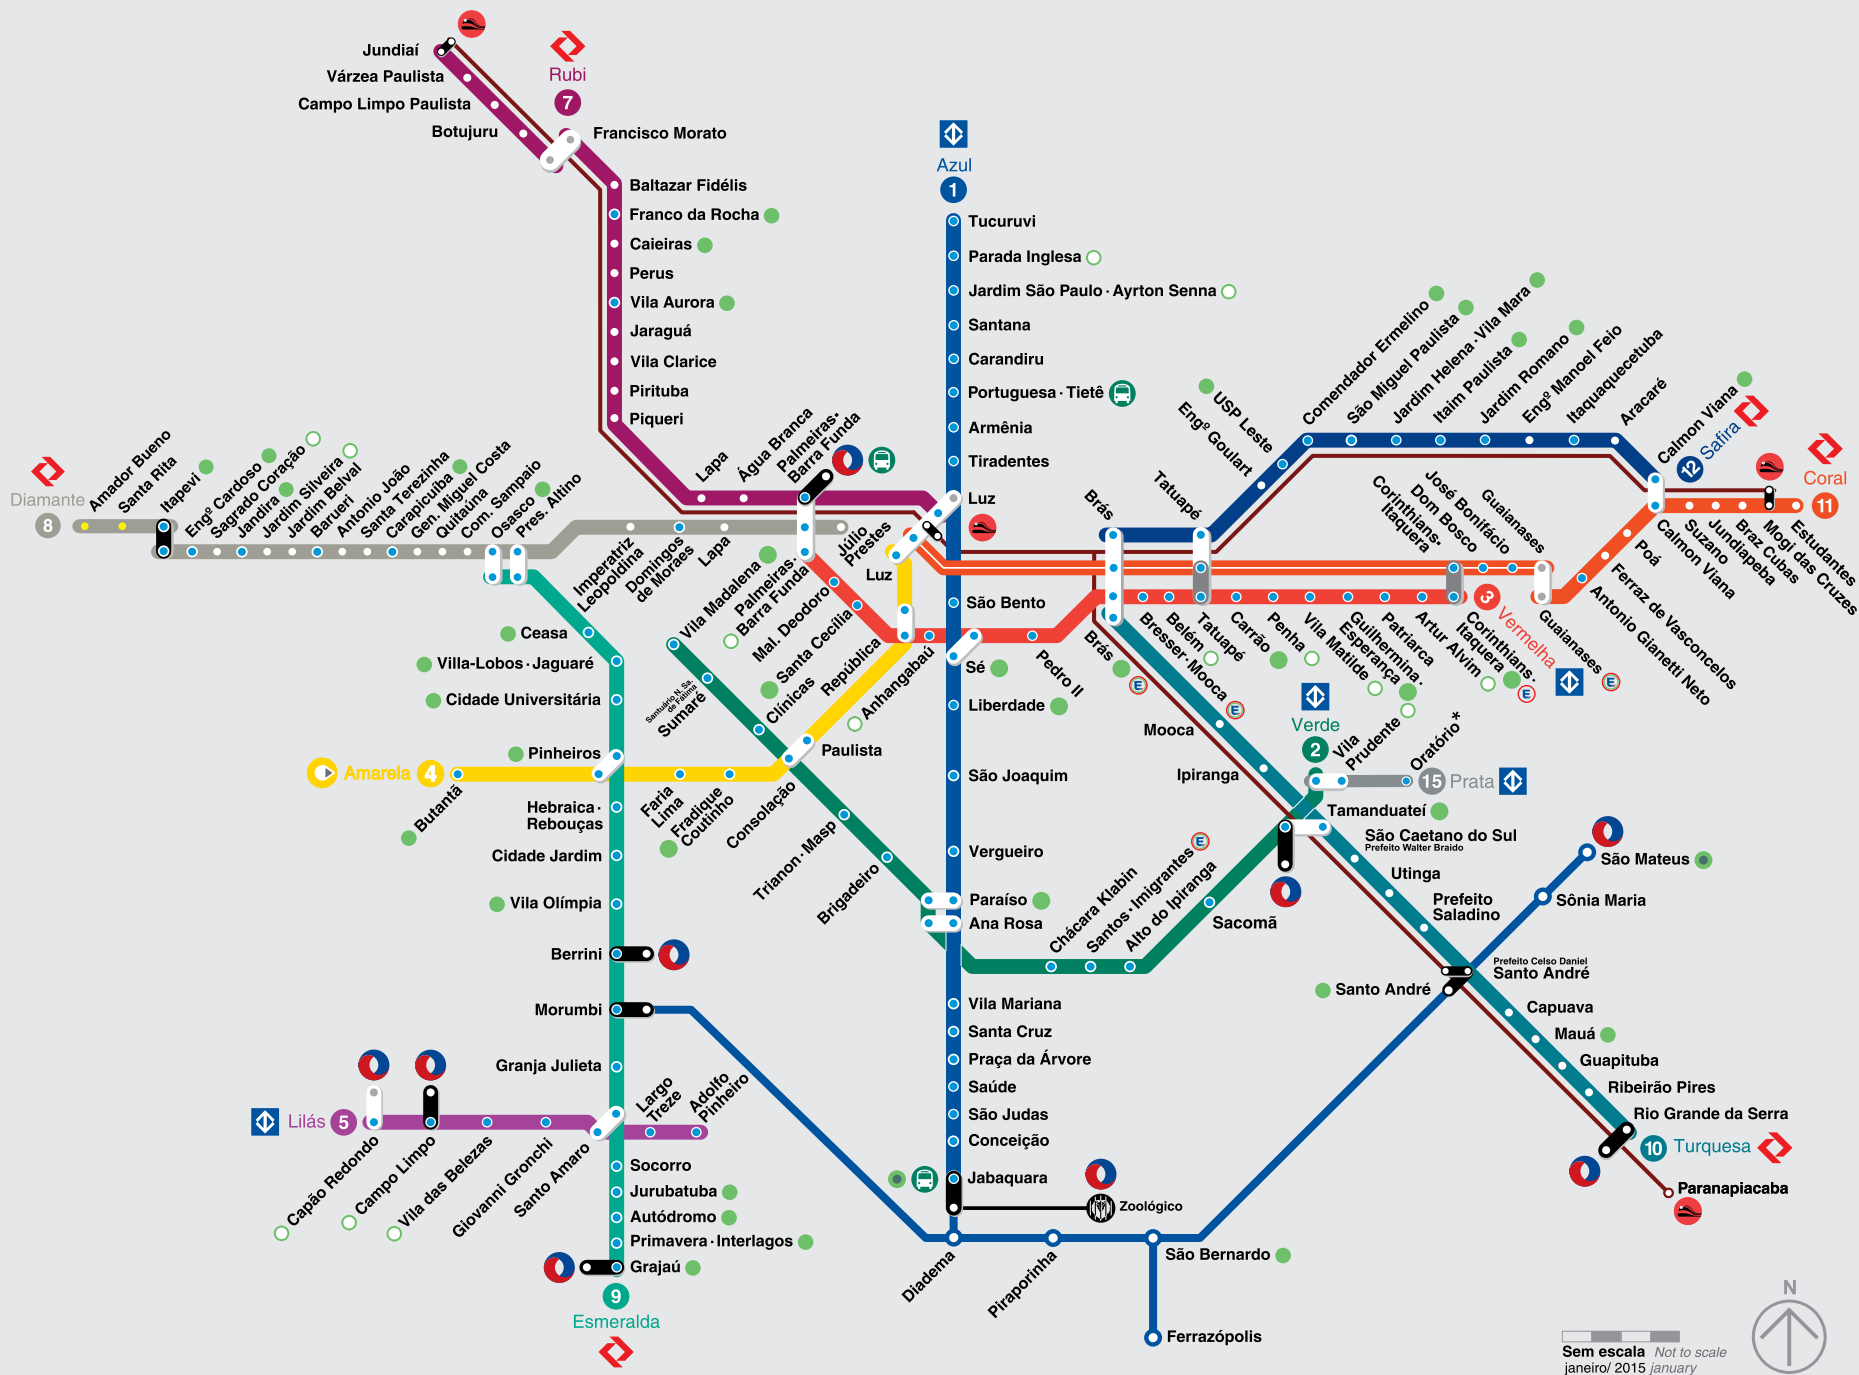 Jundiaí
Várzea Paulista
Campo Limpo Paulista
Botujuru
Rubi
7
Francisco Morato
Baltazar Fidélis
Franco da Rocha
Caieiras
Perus
Vila Aurora
Jaraguá
Vila Clarice
Pirituba
Piqueri
Lapa
Água Branca
Palmeiras·
Barra Funda
Azul
1
Tucuruvi
Parada Inglesa
Jardim São Paulo · Ayrton Senna
Santana
Carandiru
Portuguesa · Tietê
Armênia
Tiradentes
Luz
Diamante
8
Amador Bueno
Santa Rita
Itapevi
Engº Cardoso
Sagrado Coração
Jandira
Jardim Silveira
Jardim Belval
Barueri
Antonio João
Santa Terezinha
Carapicuíba
Gen. Miguel Costa
Quitaúna
Com. Sampaio
Osasco
Pres. Altino
Imperatriz
Leopoldina
Domingos
de Moraes
Lapa
Júlio
Prestes
Luz
Brás
Tatuapé
Engº Goulart
USP Leste
Comendador Ermelino
São Miguel Paulista
Jardim Helena · Vila Mara
Itaim Paulista
Jardim Romano
Engº Manoel Feio
Itaquaquecetuba
Aracaré
Calmon Viana
12
Safira
Coral
11
Corinthians·
Itaquera
Dom Bosco
José Bonifácio
Guaianases
Calmon Viana
Suzano
Jundiapeba
Braz Cubas
Mogi das Cruzes
Estudantes
Poá
Ferraz de Vasconcelos
Antonio Gianetti Neto
Guaianases
E
Vila Madalena
Palmeiras·
Barra Funda
Mal. Deodoro
Santa Cecília
República
Anhangabaú
São Bento
Sé
Pedro II
Brás
E
Bresser · Mooca
E
Belém
Tatuapé
Carrão
Penha
Vila Matilde
Guilhermina·
Esperança
Patriarca
Artur Alvim
Corinthians·
Itaquera
E
3
Vermelha
Ceasa
Villa-Lobos · Jaguaré
Cidade Universitária
Pinheiros
Amarela
4
Butantã
Hebraica·
Rebouças
Cidade Jardim
Vila Olímpia
Berrini
Morumbi
Granja Julieta
Faria
Lima
Fradique
Coutinho
Santuário N. Sa.
de Fátima
Sumaré
Clínicas
Paulista
Consolação
Trianon · Masp
Brigadeiro
Liberdade
São Joaquim
Vergueiro
Paraíso
Ana Rosa
Chácara Klabin
Santos · Imigrantes
E
Alto do Ipiranga
Sacomã
Mooca
Ipiranga
Verde
2
Vila
Prudente
Oratório*
15
Prata
Tamanduateí
São Caetano do Sul
Prefeito Walter Braido
Utinga
Prefeito
Saladino
Prefeito Celso Daniel
Santo André
Santo André
Capuava
Mauá
Guapituba
Ribeirão Pires
Rio Grande da Serra
10
Turquesa
Paranapiacaba
São Mateus
Sônia Maria
Vila Mariana
Santa Cruz
Praça da Árvore
Saúde
São Judas
Conceição
Jabaquara
Zoológico
Diadema
Piraporinha
São Bernardo
Ferrazópolis
Lilás
5
Capão Redondo
Campo Limpo
Vila das Belezas
Giovanni Gronchi
Santo Amaro
Largo
Treze
Adolfo
Pinheiro
Socorro
Jurubatuba
Autódromo
Primavera · Interlagos
Grajaú
9
Esmeralda
N
Sem escala Not to scale
janeiro/ 2015 january